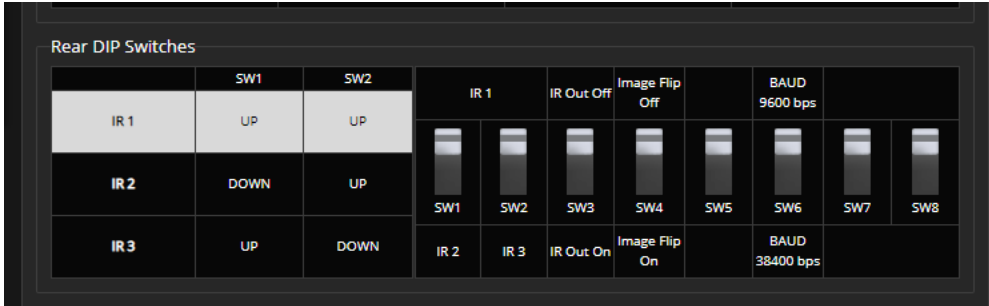 Rear DIP Switches
SW1 SW2
IR 1 UP UP
IR 2 DOWN UP
IR 3 UP DOWN
IR 1 IR Out Off Image Flip Off BAUD 9600 bps
SW1 SW2 SW3 SW4 SW5 SW6 SW7 SW8
IR 2 IR 3 IR Out On Image Flip On BAUD 38400 bps